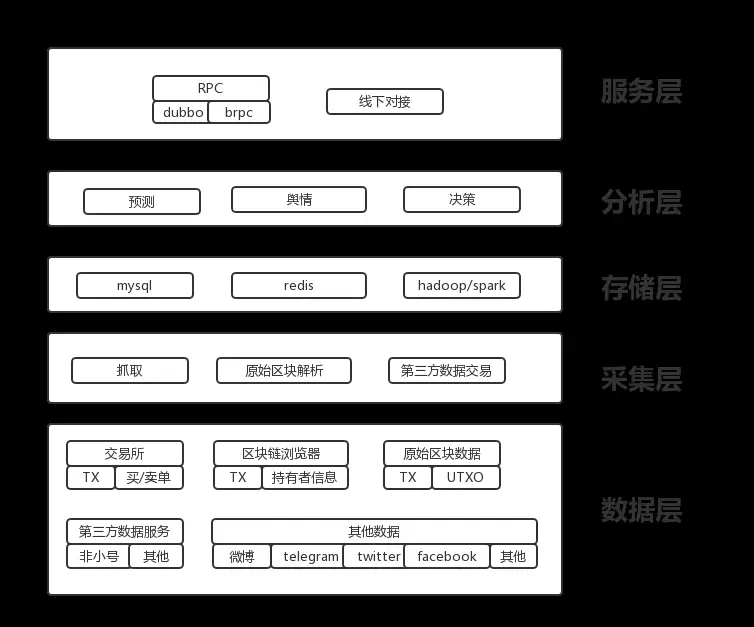 RPC
dubbo brpc
线下对接
服务层
预测 舆情 决策
分析层
mysql redis hadoop/spark
存储层
抓取 原始区块解析 第三方数据交易
采集层
交易所 区块链浏览器 原始区块数据
TX 买/卖单 TX 持有者信息 TX UTXO
数据层
第三方数据服务 其他数据
非小号 其他 微博 telegram twitter facebook 其他